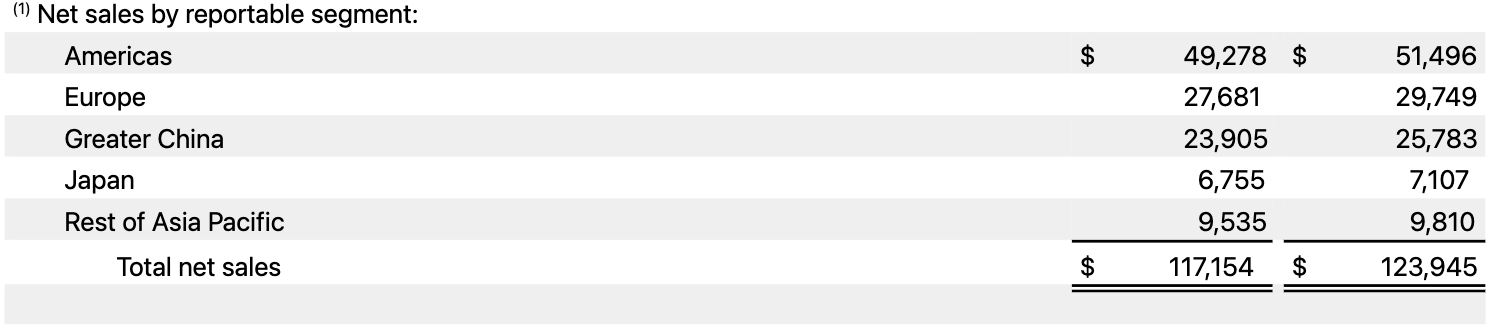 (1) Net sales by reportable segment:
Americas $ 49,278 $ 51,496
Europe 27,681 29,749
Greater China 23,905 25,783
Japan 6,755 7,107
Rest of Asia Pacific 9,535 9,810
Total net sales $ 117,154 $ 123,945